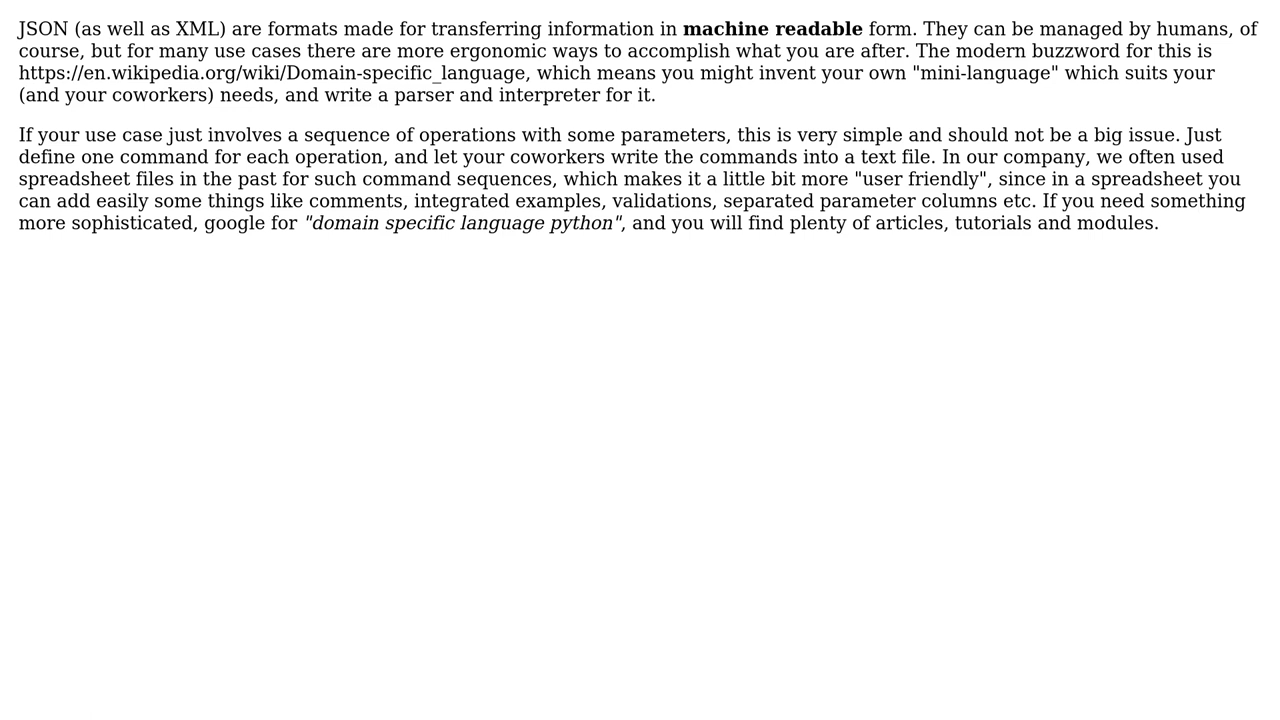 JSON (as well as XML) are formats made for transferring information in machine readable form. They can be managed by humans, of
course, but for many use cases there are more ergonomic ways to accomplish what you are after. The modern buzzword for this is
https://en.wikipedia.org/wiki/Domain-specific_language, which means you might invent your own "mini-language" which suits your
(and your coworkers) needs, and write a parser and interpreter for it.
If your use case just involves a sequence of operations with some parameters, this is very simple and should not be a big issue. Just
define one command for each operation, and let your coworkers write the commands into a text file. In our company, we often used
spreadsheet files in the past for such command sequences, which makes it a little bit more "user friendly", since in a spreadsheet you
can add easily some things like comments, integrated examples, validations, separated parameter columns etc. If you need something
more sophisticated, google for "domain specific language python", and you will find plenty of articles, tutorials and modules.